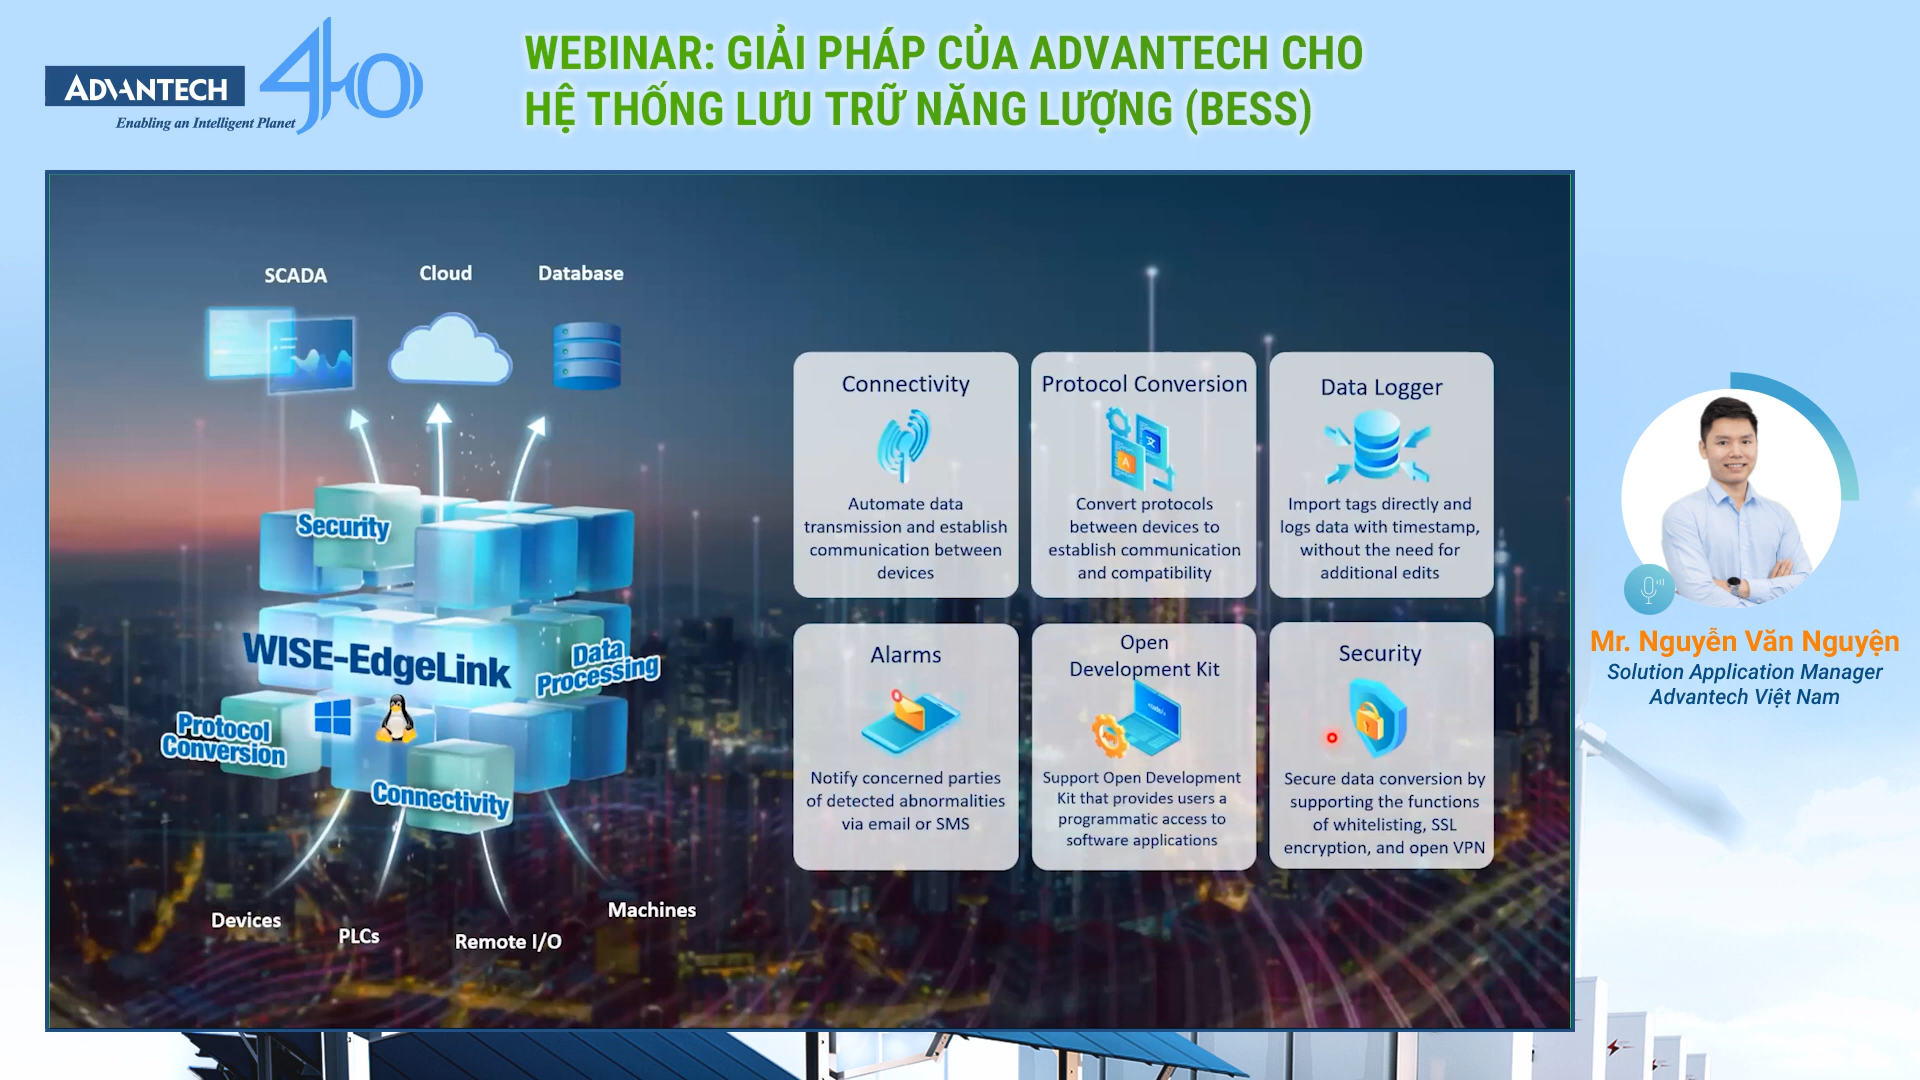 ADVANTECH
Enabling an Intelligent Planet
40
WEBINAR: GIẢI PHÁP CỦA ADVANTECH CHO
HỆ THỐNG LƯU TRỮ NĂNG LƯỢNG (BESS)
SCADA
Cloud
Database
Security
WISE-EdgeLink
Data
Processing
Protocol
Conversion
Connectivity
Devices
PLCs
Remote I/O
Machines
Connectivity
Automate data
transmission and establish
communication between
devices
Protocol Conversion
A
Convert protocols
between devices to
establish communication
and compatibility
Data Logger
Import tags directly and
logs data with timestamp,
without the need for
additional edits
Alarms
Notify concerned parties
of detected abnormalities
via email or SMS
Open
Development Kit
Support Open Development
Kit that provides users a
programmatic access to
software applications
Security
Secure data conversion by
supporting the functions
of whitelisting, SSL
encryption, and open VPN
Mr. Nguyễn Văn Nguyện
Solution Application Manager
Advantech Việt Nam